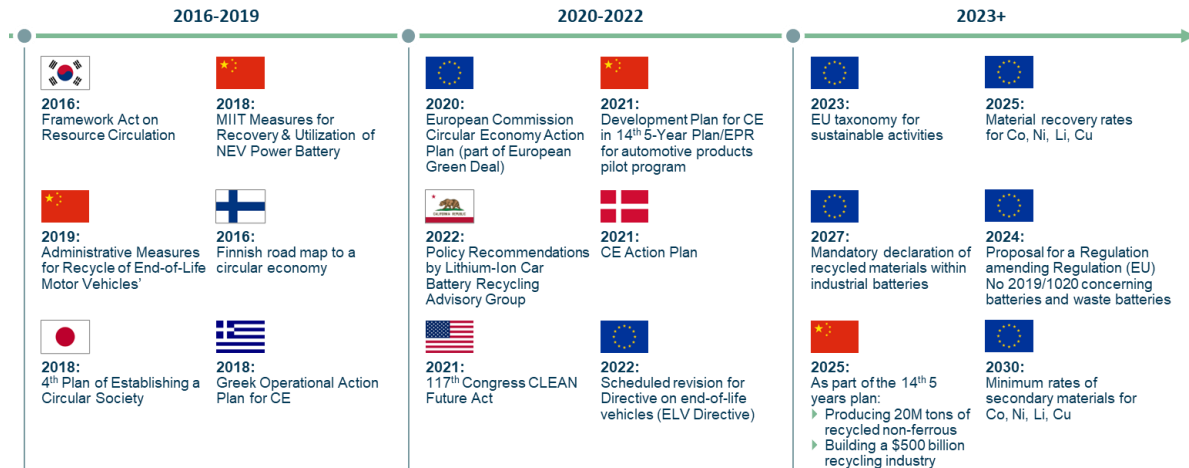 2016-2019
2020-2022
2023+
2016:
Framework Act on
Resource Circulation
2018:
MIIT Measures for
Recovery & Utilization of
NEV Power Battery
2019:
Administrative Measures
for Recycle of End-of-Life
Motor Vehicles’
2016:
Finnish road map to a
circular economy
2018:
4th Plan of Establishing a
Circular Society
2018:
Greek Operational Action
Plan for CE
2020:
European Commission
Circular Economy Action
Plan (part of European
Green Deal)
2021:
Development Plan for CE
in 14th 5-Year Plan/EPR
for automotive products
pilot program
CALIFORNIA REPUBLIC
2022:
Policy Recommendations
by Lithium-Ion Car
Battery Recycling
Advisory Group
2021:
CE Action Plan
2021:
117th Congress CLEAN
Future Act
2022:
Scheduled revision for
Directive on end-of-life
vehicles (ELV Directive)
2023:
EU taxonomy for
sustainable activities
2025:
Material recovery rates
for Co, Ni, Li, Cu
2027:
Mandatory declaration of
recycled materials within
industrial batteries
2024:
Proposal for a Regulation
amending Regulation (EU)
No 2019/1020 concerning
batteries and waste batteries
2025:
As part of the 14th 5
years plan:
Producing 20M tons of
recycled non-ferrous
Building a $500 billion
recycling industry
2030:
Minimum rates of
secondary materials for
Co, Ni, Li, Cu